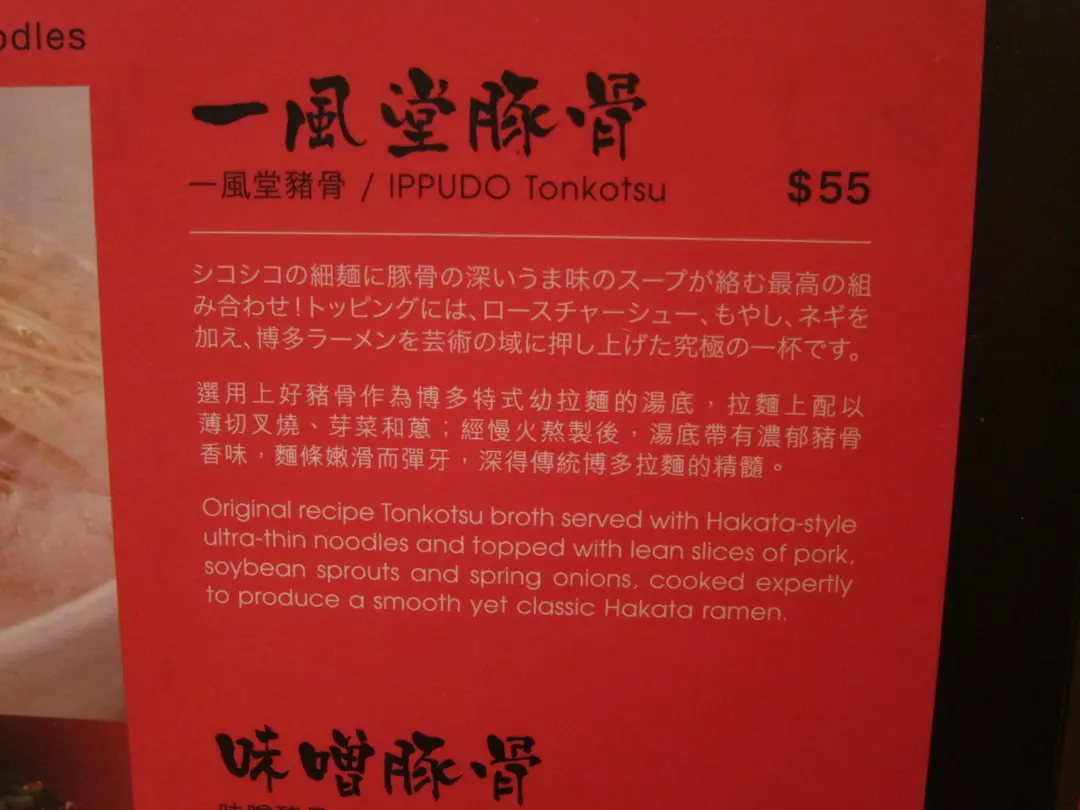 odles
一風堂豚骨
一風堂豬骨 / IPPUDO Tonkotsu $55
シコシコの細麺に豚骨の深いうま味のスープが絡む最高の組
み合わせ!トッピングには、ロースチャーシュー、もやし、ネギを
加え、博多ラーメンを芸術の域に押し上げた究極の一杯です。
選用上好豬骨作為博多特式幼拉麵的湯底，拉麵上配以
薄切叉燒、芽菜和蔥；經慢火熬製後，湯底帶有濃郁豬骨
香味，麵條嫩滑而彈牙，深得傳統博多拉麵的精髓。
Original recipe Tonkotsu broth served with Hakata-style
ultra-thin noodles and topped with lean slices of pork,
soybean sprouts and spring onions, cooked expertly
to produce a smooth yet classic Hakata ramen.
味噌豚骨